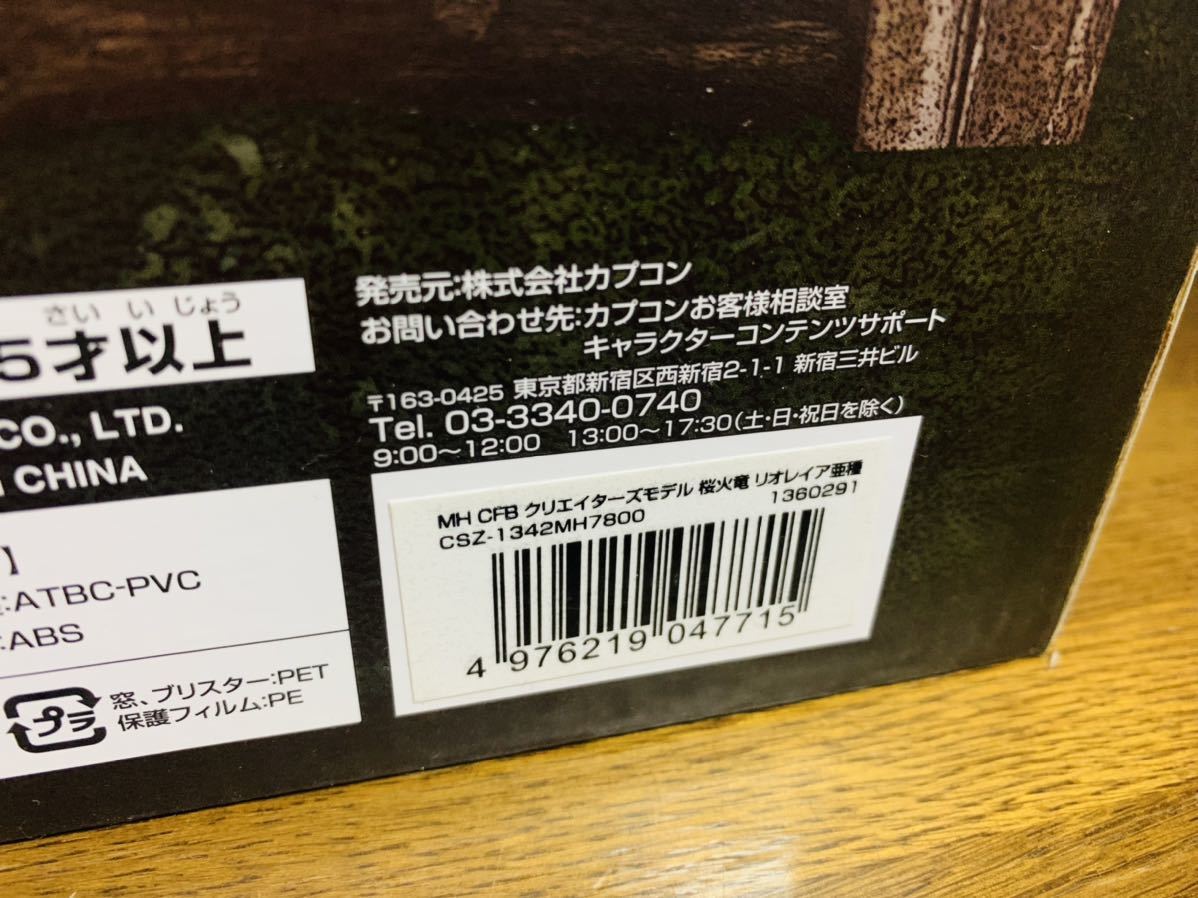 さい い じょう
5才以上
CO., LTD.
CHINA
】
:ATBC-PVC
:ABS
プラ
窓、ブリスター:PET
保護フィルム:PE
発売元:株式会社カプコン
お問い合わせ先:カプコンお客様相談室
キャラクターコンテンツサポート
〒163-0425 東京都新宿区西新宿2-1-1 新宿三井ビル
Tel. 03-3340-0740
9:00～12:00 13:00～17:30(土・日・祝日を除く)
MH CFB クリエイターズモデル 桜火竜 リオレイア亜種
CSZ-1342MH7800 1360291
4 976219 047715